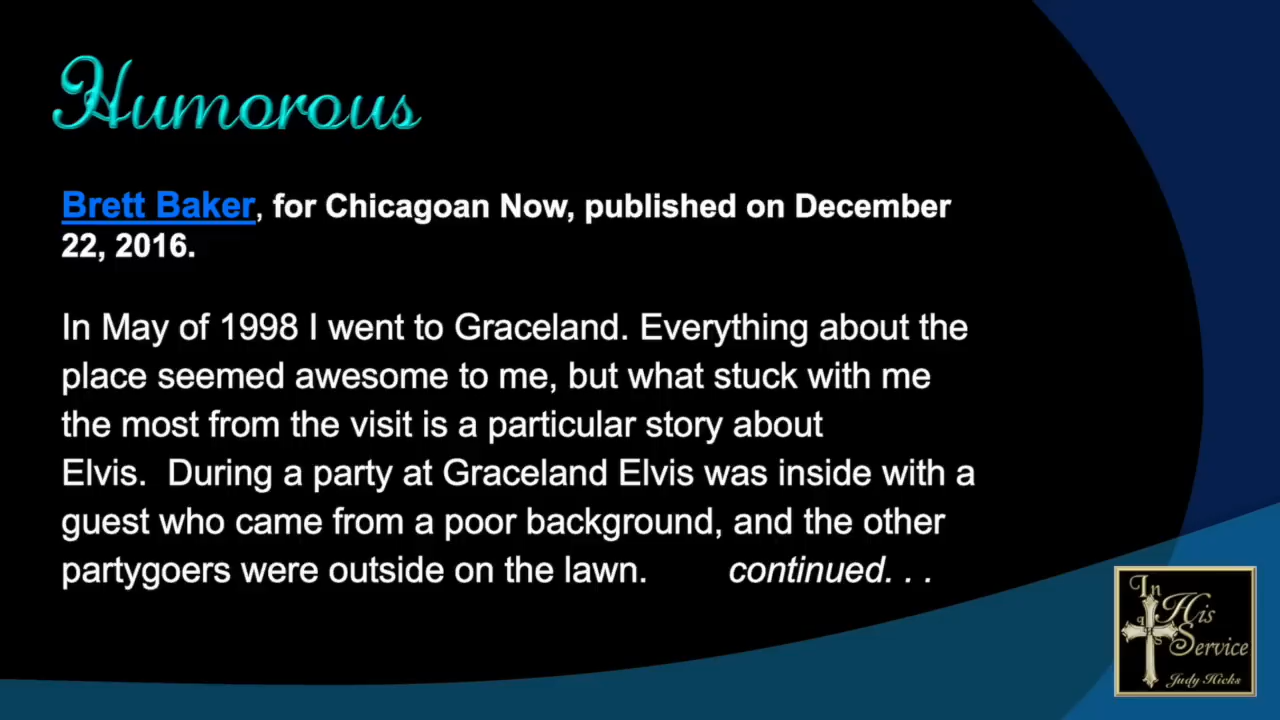 Humorous
Brett Baker, for Chicagoan Now, published on December
22, 2016.
In May of 1998 I went to Graceland. Everything about the
place seemed awesome to me, but what stuck with me
the most from the visit is a particular story about
Elvis.  During a party at Graceland Elvis was inside with a
guest who came from a poor background, and the other
partygoers were outside on the lawn. continued. . .
In
His
Service
Judy Hicks